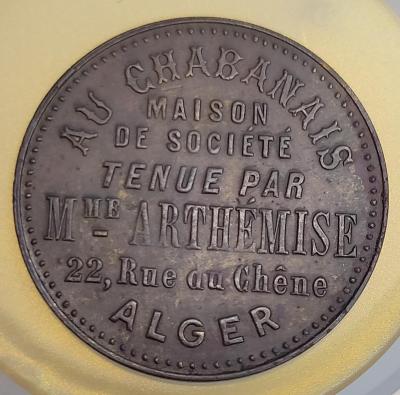 AU CHABANAIS
MAISON
DE SOCIÉTÉ
TENUE PAR
MME ARTHÉMISE
22, Rue du Chêne
ALGER